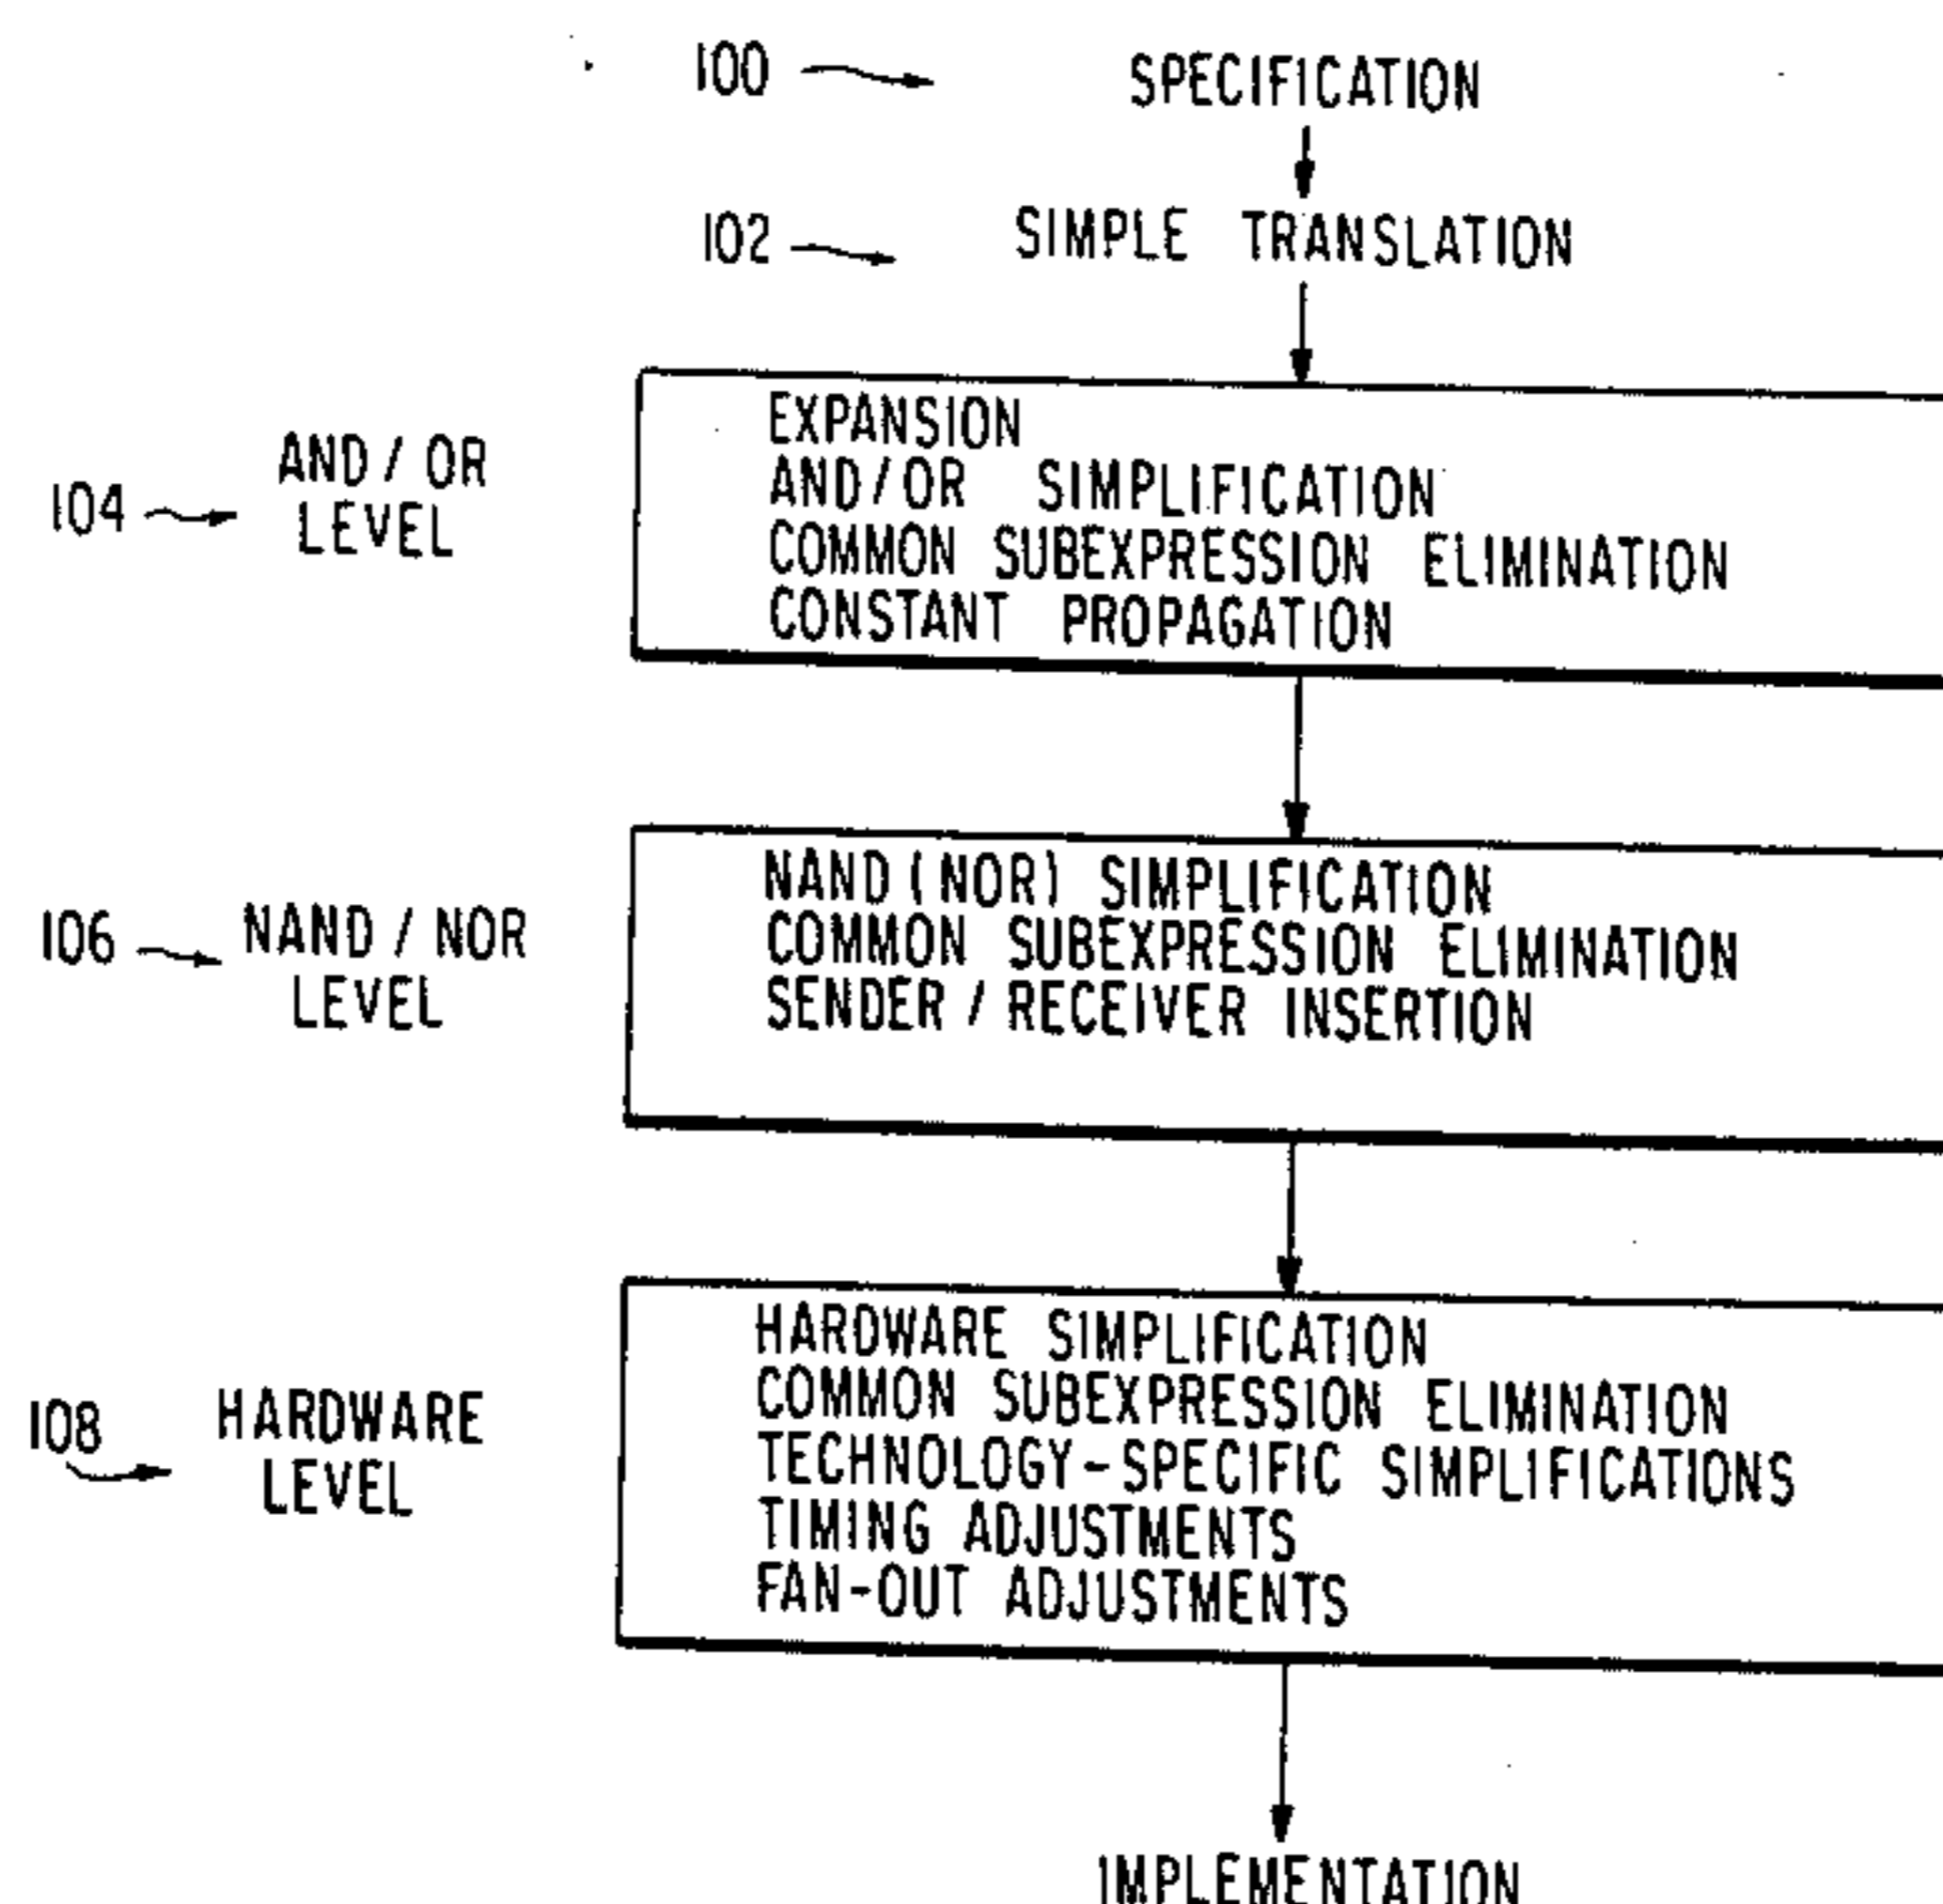 100 SPECIFICATION
102 SIMPLE TRANSLATION
104 AND / OR
LEVEL
EXPANSION
AND/OR SIMPLIFICATION
COMMON SUBEXPRESSION ELIMINATION
CONSTANT PROPAGATION
106 NAND / NOR
LEVEL
NAND (NOR) SIMPLIFICATION
COMMON SUBEXPRESSION ELIMINATION
SENDER / RECEIVER INSERTION
108 HARDWARE
LEVEL
HARDWARE SIMPLIFICATION
COMMON SUBEXPRESSION ELIMINATION
TECHNOLOGY-SPECIFIC SIMPLIFICATIONS
TIMING ADJUSTMENTS
FAN-OUT ADJUSTMENTS
IMPLEMENTATION